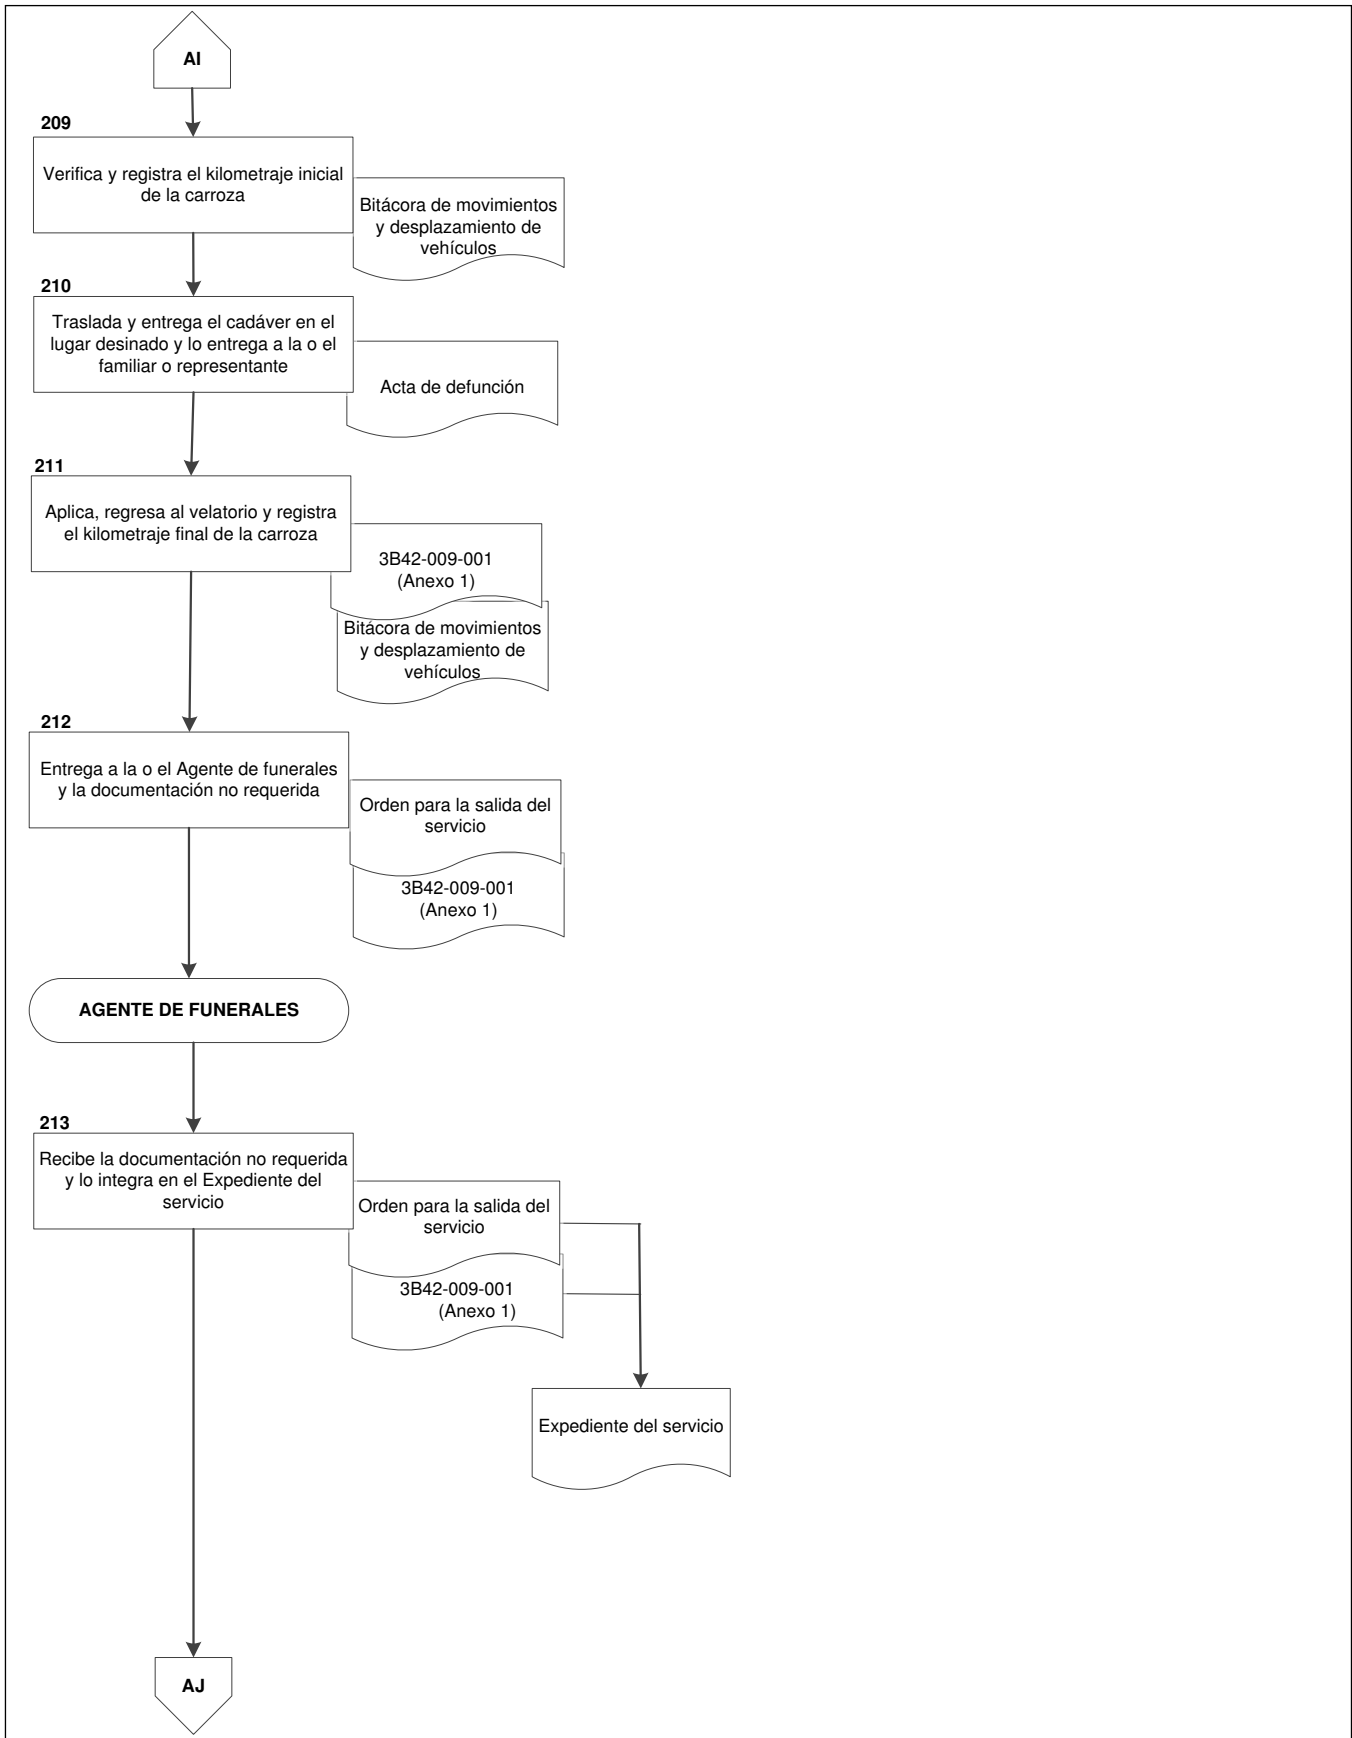 AI
209
Verifica y registra el kilometraje inicial
de la carroza
Bitácora de movimientos
y desplazamiento de
vehículos
210
Traslada y entrega el cadáver en el
lugar desinado y lo entrega a la o el
familiar o representante
Acta de defunción
211
Aplica, regresa al velatorio y registra
el kilometraje final de la carroza
3B42-009-001
(Anexo 1)
Bitácora de movimientos
y desplazamiento de
vehículos
212
Entrega a la o el Agente de funerales
y la documentación no requerida
Orden para la salida del
servicio
3B42-009-001
(Anexo 1)
AGENTE DE FUNERALES
213
Recibe la documentación no requerida
y lo integra en el Expediente del
servicio
Orden para la salida del
servicio
3B42-009-001
(Anexo 1)
Expediente del servicio
AJ